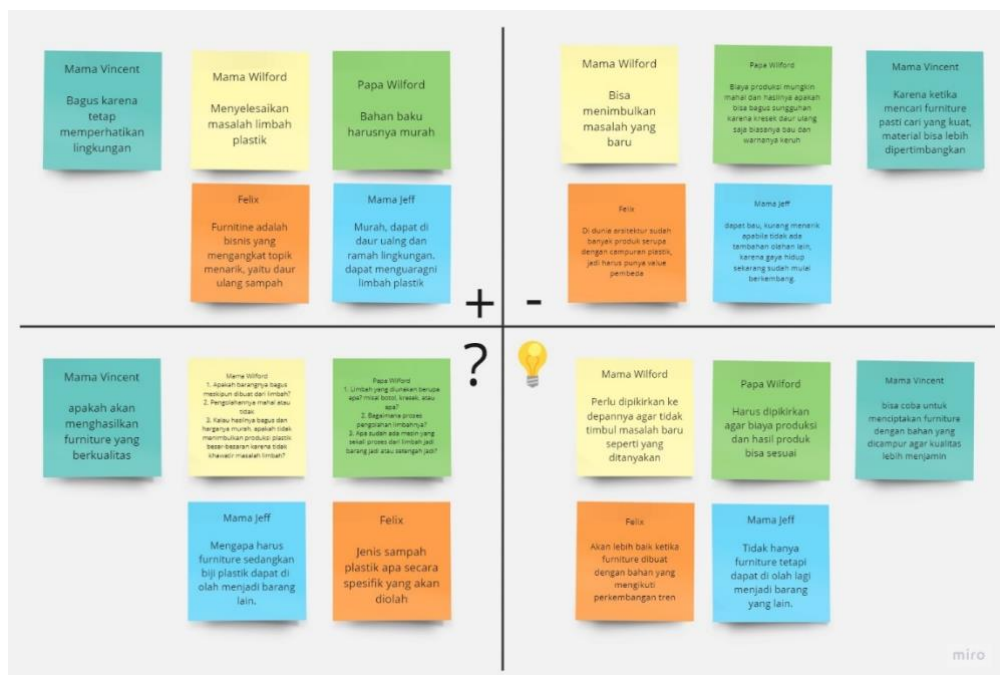 Mama Vincent
Bagus karena
tetap
memperhatikan
lingkungan
Mama Wilford
Menyelesaikan
masalah limbah
plastik
Papa Wilford
Bahan baku
harusnya murah
Felix
Furnitine adalah
bisnis yang
mengangkat topik
menarik, yaitu daur
ulang sampah
Mama Jeff
Murah, dapat di
daur ualng dan
ramah lingkungan.
dapat menguaragni
limbah plastik
+
Mama Wilford
Bisa
menimbulkan
masalah yang
baru
Papa Wilford
Biaya produksi mungkin
mahal dan hasilnya apakah
bisa bagus sungguhan
karena kresek daur ulang
saja biasanya bau dan
warnanya keruh
Mama Vincent
Karena ketika
mencari furniture
pasti cari yang kuat,
material bisa lebih
dipertimbangkan
Felix
Di dunia arsitektur sudah
banyak produk serupa
dengan campuran plastik,
jadi harus punya value
pembeda
Mama Jeff
dapat bau, kurang menarik
apabila tidak ada
tambahan olahan lain,
karena gaya hidup
sekarang sudah mulai
berkembang.
-
Mama Vincent
apakah akan
menghasilkan
furniture yang
berkualitas
Mama Wilford
1. Apakah barangnya bagus
meskipun dibuat dari limbah?
2. Pengolahannya mahal atau
tidak
3. Kalau hasilnya bagus dan
harganya murah, apakah tidak
menimbulkan produksi plastik
besar-besaran karena tidak
khawatir masalah limbah?
Papa Wilford
1. Limbah yang digunakan berupa
apa? misal botol, kresek, atau
apa?
2. Bagaimana proses
pengolahan limbahnya?
3. Apa sudah ada mesin yang
sekali proses dari limbah jadi
barang jadi atau setengah jadi?
?
Mama Jeff
Mengapa harus
furniture sedangkan
biji plastik dapat di
olah menjadi barang
lain.
Felix
Jenis sampah
plastik apa secara
spesifik yang akan
diolah
Mama Wilford
Perlu dipikirkan ke
depannya agar tidak
timbul masalah baru
seperti yang
ditanyakan
Papa Wilford
Harus dipikirkan
agar biaya produksi
dan hasil produk
bisa sesuai
Mama Vincent
bisa coba untuk
menciptakan furniture
dengan bahan yang
dicampur agar kualitas
lebih menjamin
Felix
Akan lebih baik ketika
furniture dibuat
dengan bahan yang
mengikuti
perkembangan tren
Mama Jeff
Tidak hanya
furniture tetapi
dapat di olah lagi
menjadi barang
yang lain.
miro